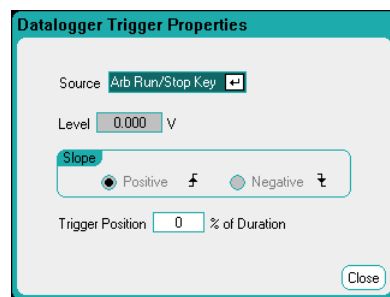 Datalogger Trigger Properties
Source Arb Run/Stop Key
Level 0.000 V
Slope
Positive Negative
Trigger Position 0 % of Duration
Close